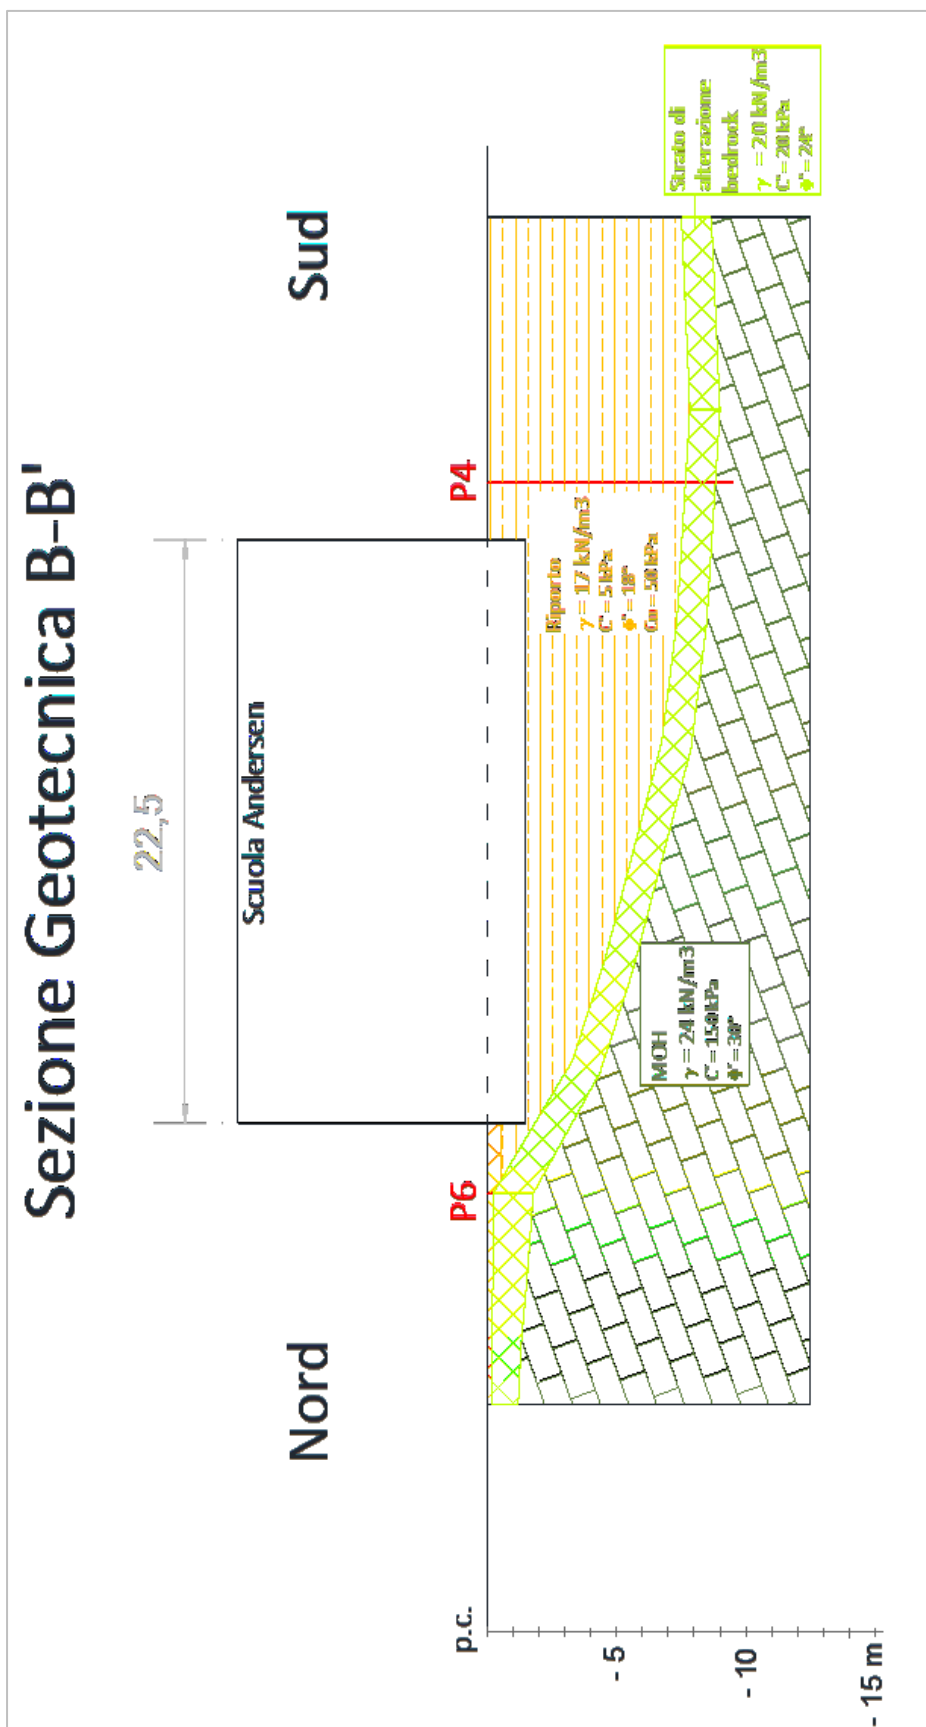 Sezione Geotecnica B-B'
22,5
Nord
Sud
Scuola Andersen
p.c.
P6
P4
- 5
- 10
- 15 m
Riporto
γ = 17 kN/m3
C' = 5 kPa
ϕ' = 18°
Cu = 50 kPa
MOH
γ = 24 kN/m3
C' = 150 kPa
Strato di
alterazione
bedrock
γ = 20 kN/m3
C' = 20 kPa
ϕ' = 24°